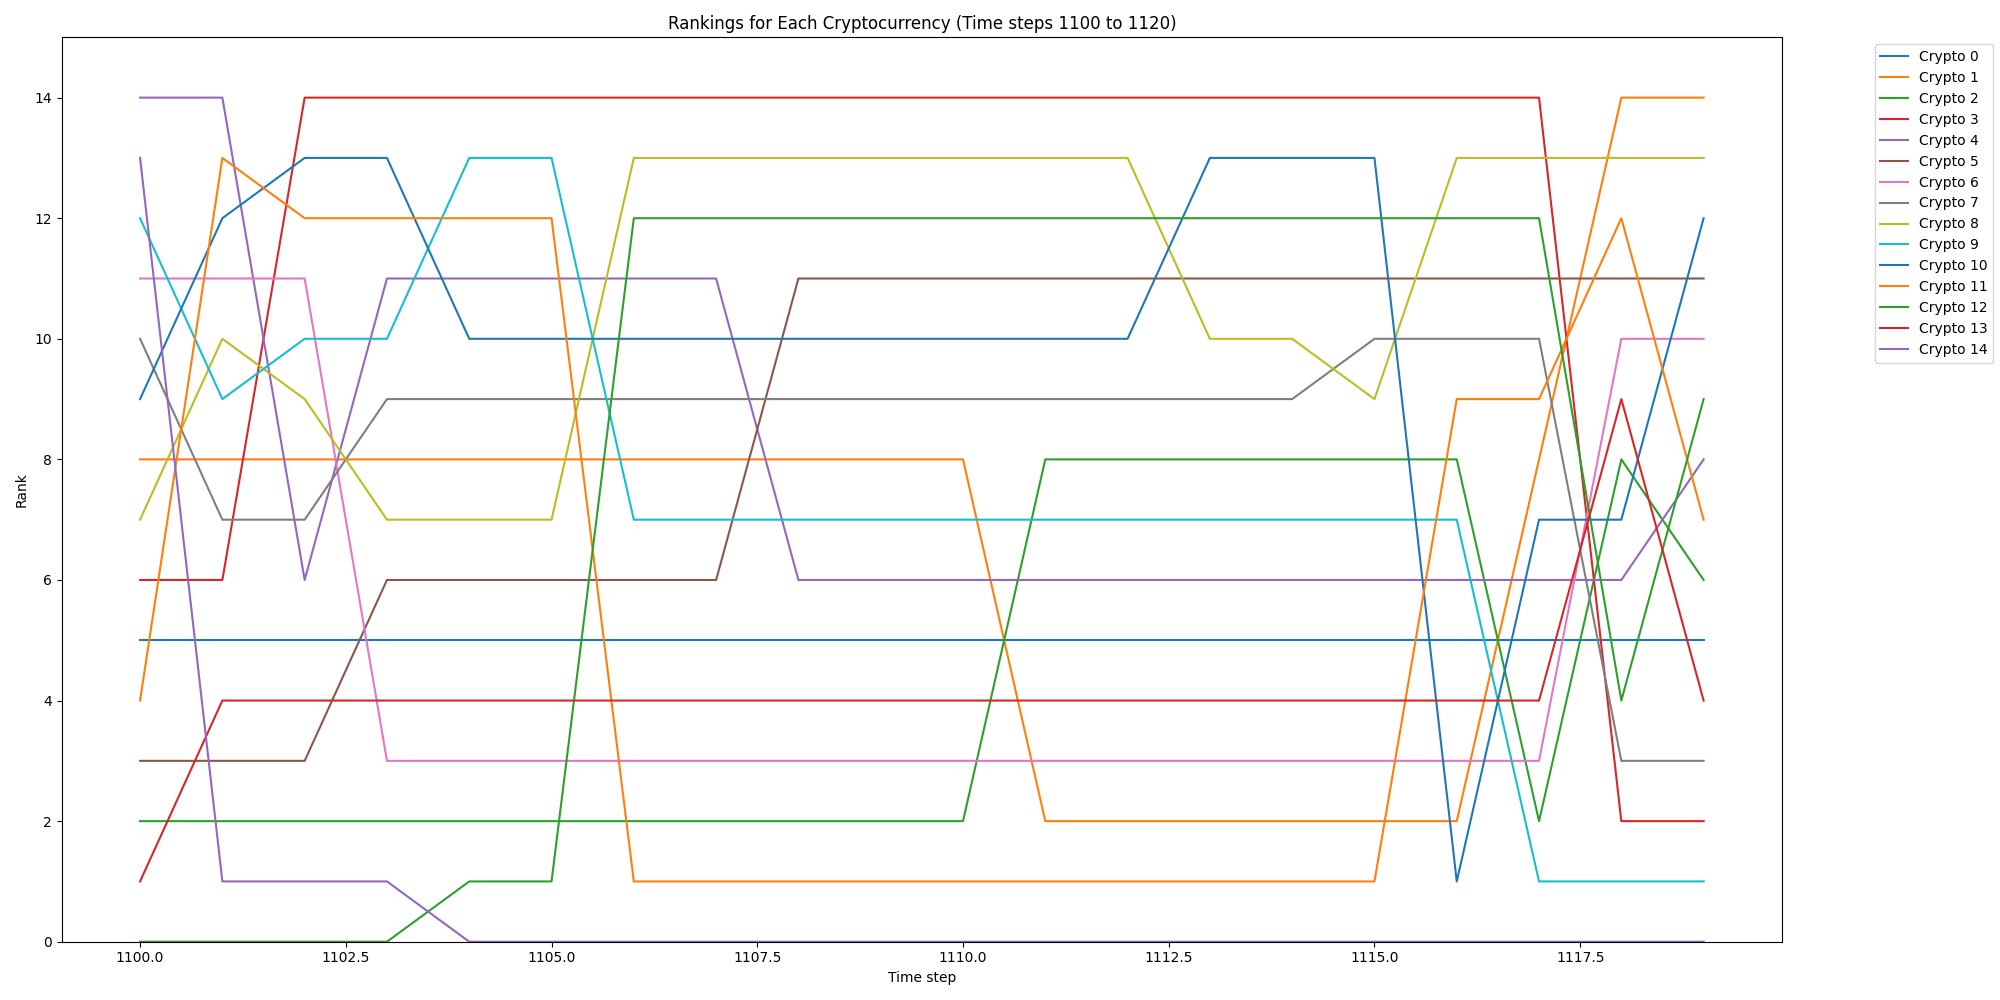 Rankings for Each Cryptocurrency (Time steps 1100 to 1120)
Rank
14
12
10
8
6
4
2
0
1100.0
1102.5
1105.0
1107.5
1110.0
1112.5
1115.0
1117.5
Time step
Crypto 0
Crypto 1
Crypto 2
Crypto 3
Crypto 4
Crypto 5
Crypto 6
Crypto 7
Crypto 8
Crypto 9
Crypto 10
Crypto 11
Crypto 12
Crypto 13
Crypto 14